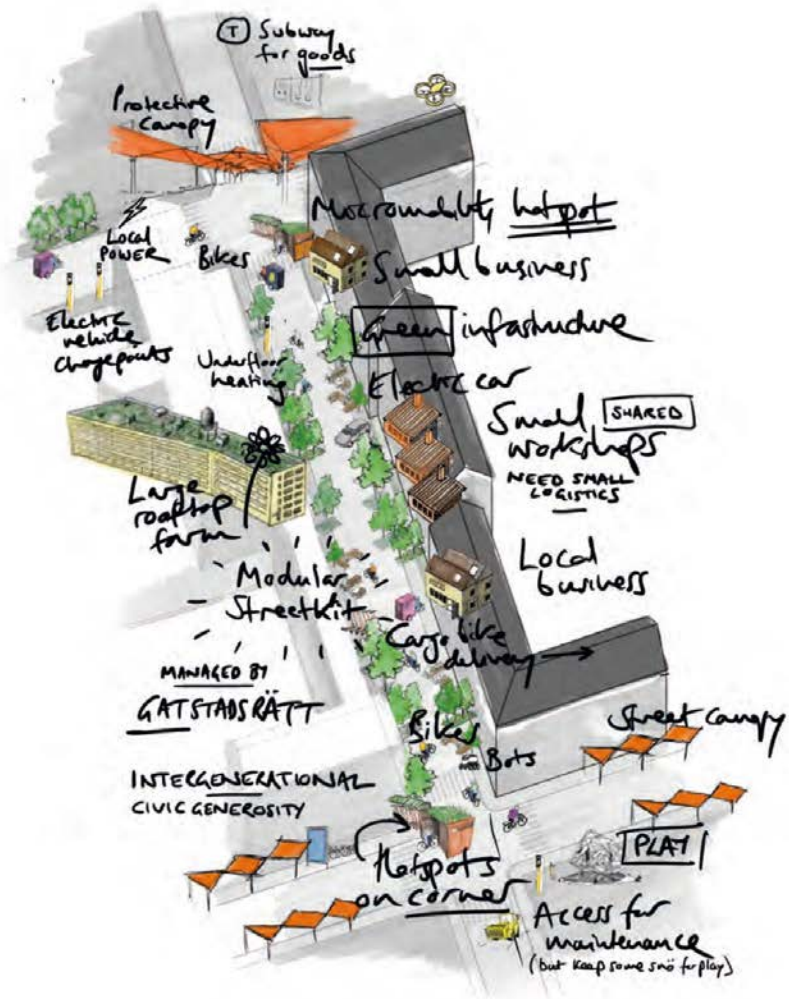 T Subway
for goods
Protective
Canopy
Micromobility hotspot
LOCAL
POWER
Bikes
Small business
Electric
vehicle
chargepoints
Green infrastructure
Underfloor
heating
Electric car
Small SHARED
workshops
NEED SMALL
LOGISTICS
Large
rooftop
farm
Local
business
Modular
Streetkit
Cargo bike
delivery
MANAGED BY
GATSTADSRÄTT
Street canopy
Bikes
Bots
INTERGENERATIONAL
CIVIC GENEROSITY
PLAY
Hotspots
on corner
Access for
maintenance
(but keep some snö for play)